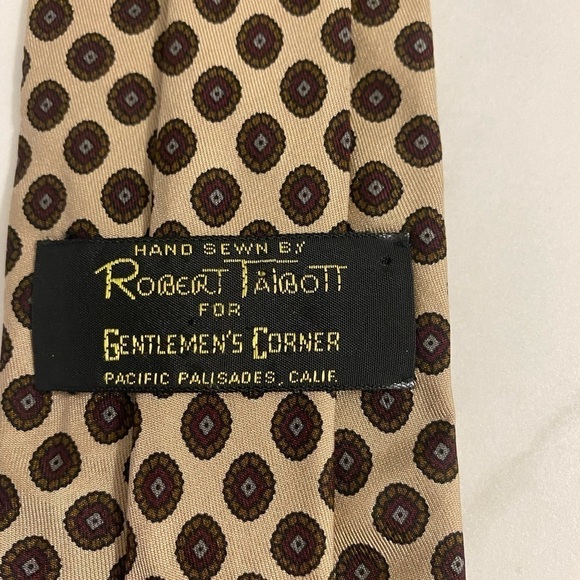 HAND SEWN BY
ROBERT TALBOTT
FOR
GENTLEMEN'S CORNER
PACIFIC PALISADES, CALIF.